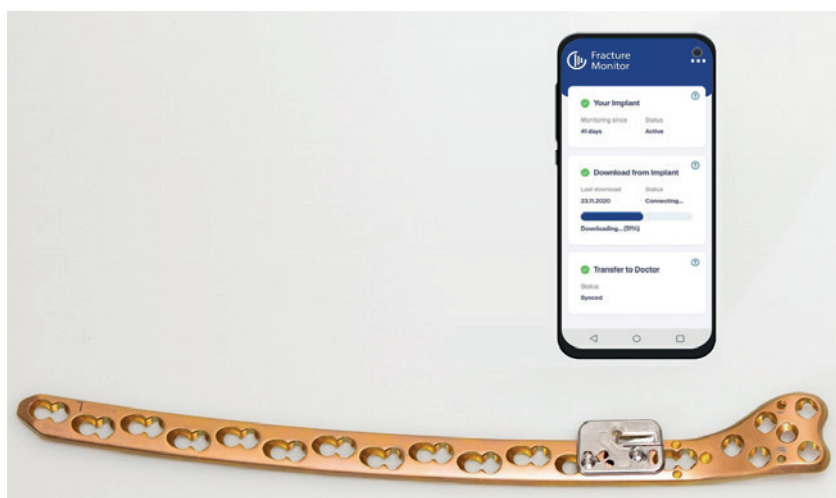 Fracture
Monitor
Your Implant
Monitoring since Status
41 days Active
Download from Implant
Last download Status
23.11.2020 Connecting...
Downloading...
Transfer to Doctor
Status
Synced